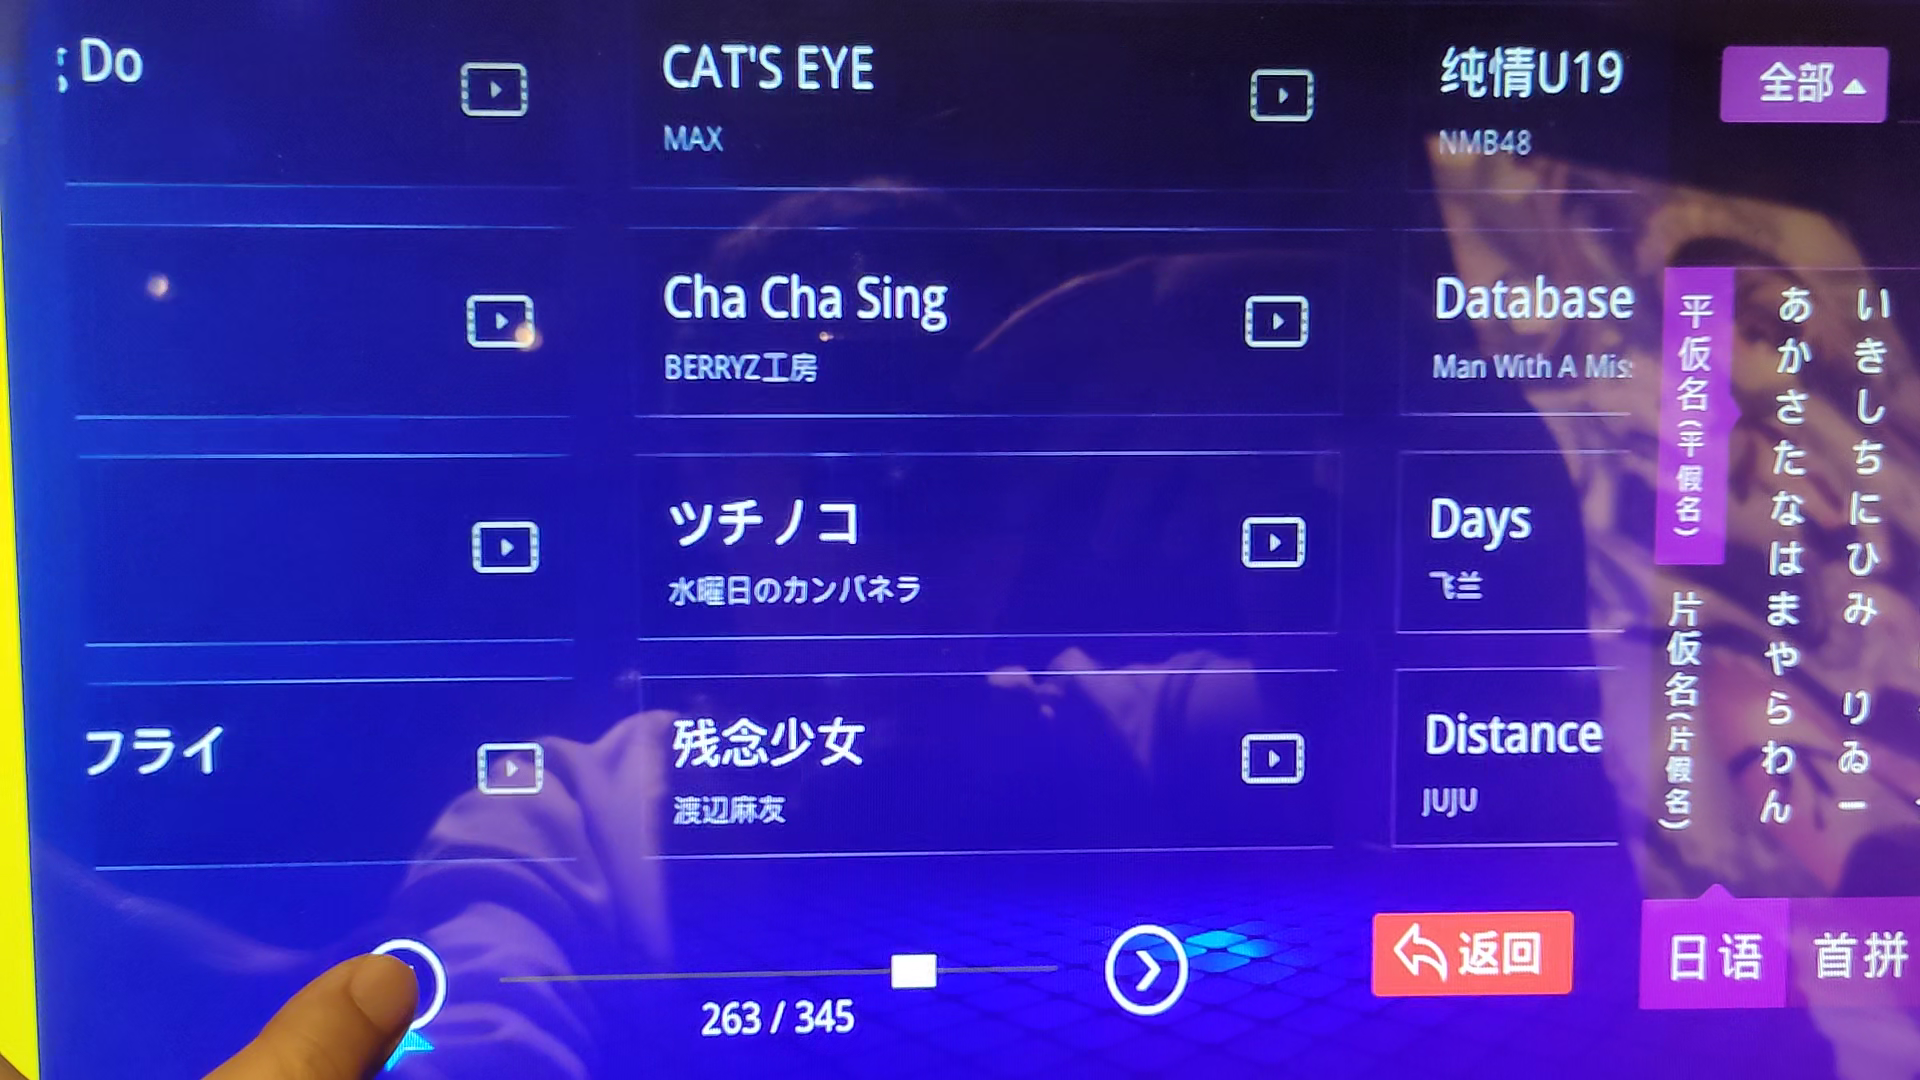 Do
CAT'S EYE
MAX
纯情U19
NMB48
全部
Cha Cha Sing
BERRYZ工房
Database
Man With A Mis
ツチノコ
水曜日のカンパネラ
Days
飞兰
フライ
残念少女
渡辺麻友
Distance
JUJU
平仮名(平假名)
片仮名(片假名)
あ い
か き
さ し
た ち
な に
は ひ
ま み
や
ら り
わ ゐ
ん ー
263 / 345
返回
日语
首拼